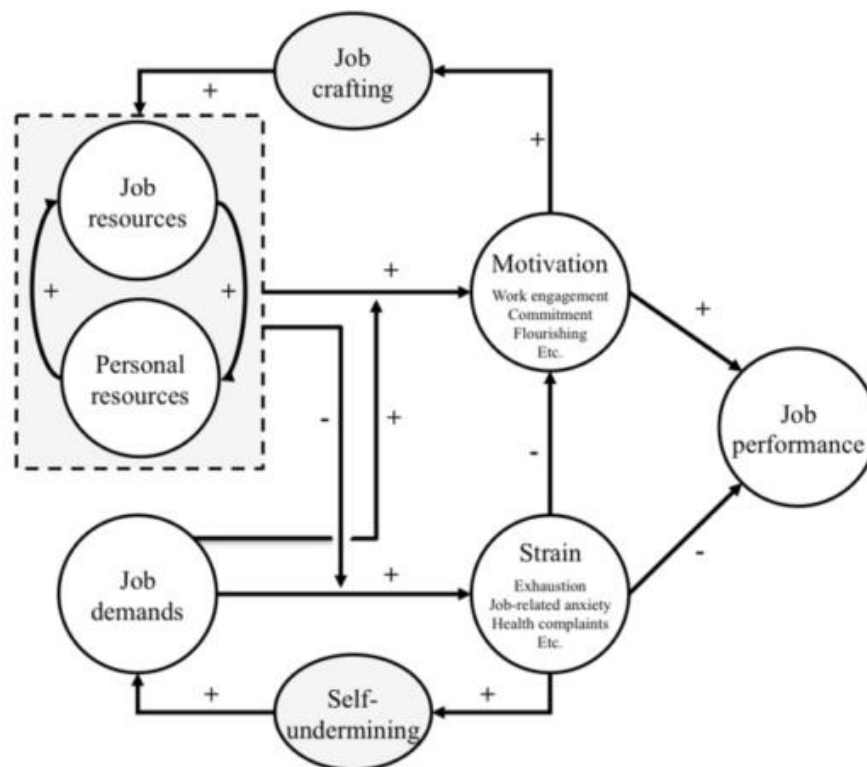 Job
crafting
+
+
Job
resources
+
+
Personal
resources
+
Motivation
Work engagement
Commitment
Flourishing
Etc.
+
-
+
-
Job
performance
Job
demands
+
Strain
Exhaustion
Job-related anxiety
Health complaints
Etc.
-
+
Self-
undermining
+